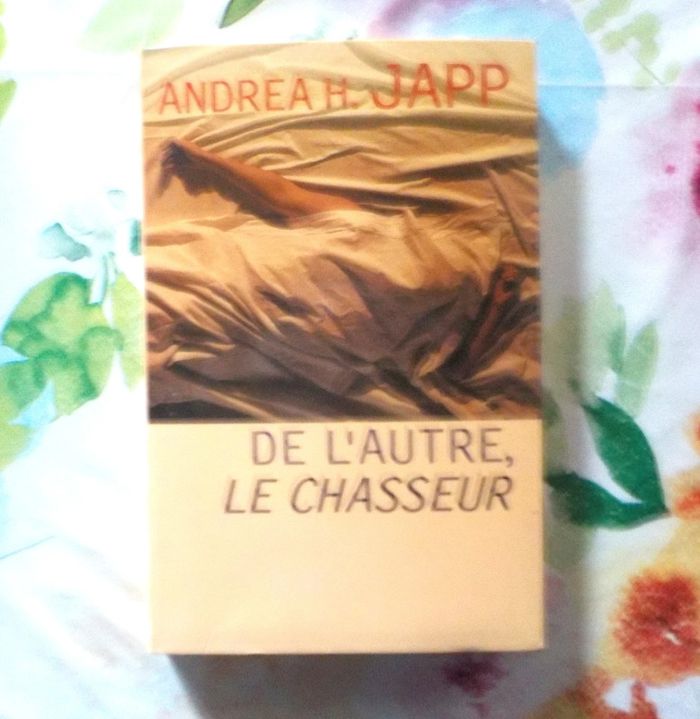 ANDREA H. JAPP
DE L'AUTRE,
LE CHASSEUR